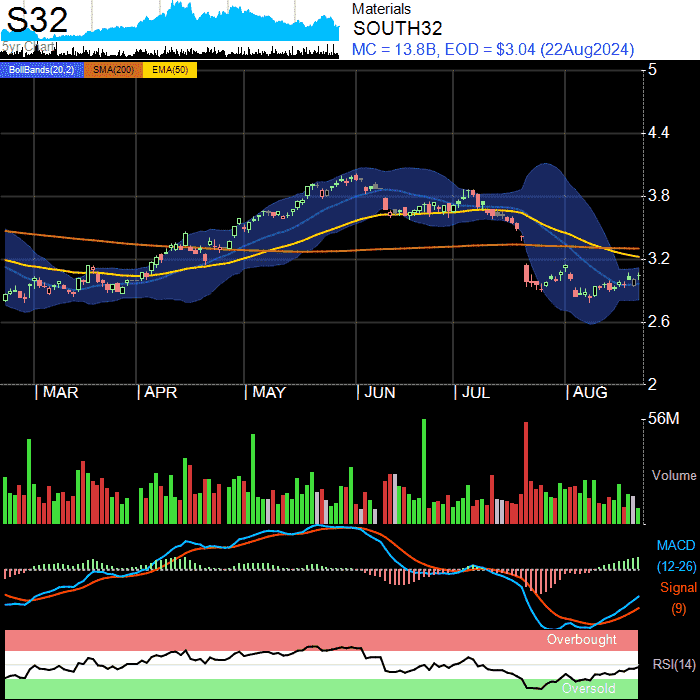 S32
5yr Chart
Materials
SOUTH32
MC = 13.8B, EOD = $3.04 (22Aug2024)
BollBands(20,2) SMA(200) EMA(50)
5
4.4
3.8
3.2
2.6
2
| MAR | APR | MAY | JUN | JUL | AUG
56M
Volume
MACD
(12-26)
Signal
(9)
Overbought
RSI(14)
Oversold